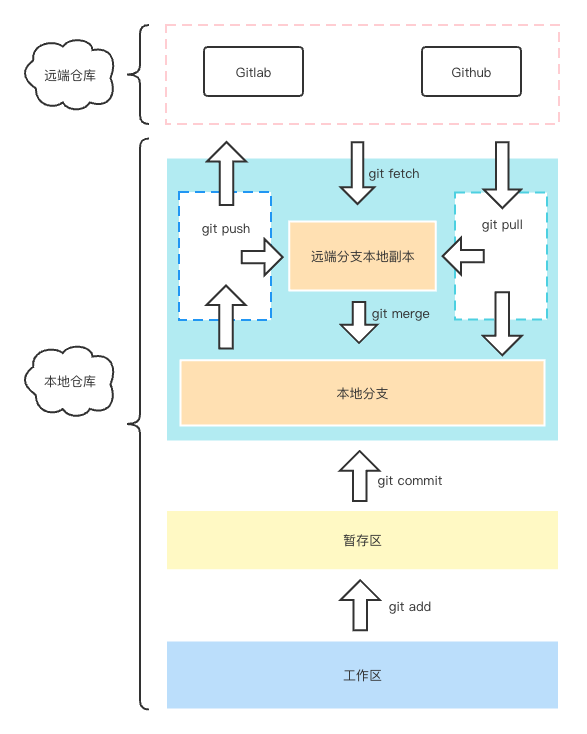 远端仓库
Gitlab
Github
git fetch
git push
git pull
远端分支本地副本
git merge
本地仓库
本地分支
git commit
暂存区
git add
工作区